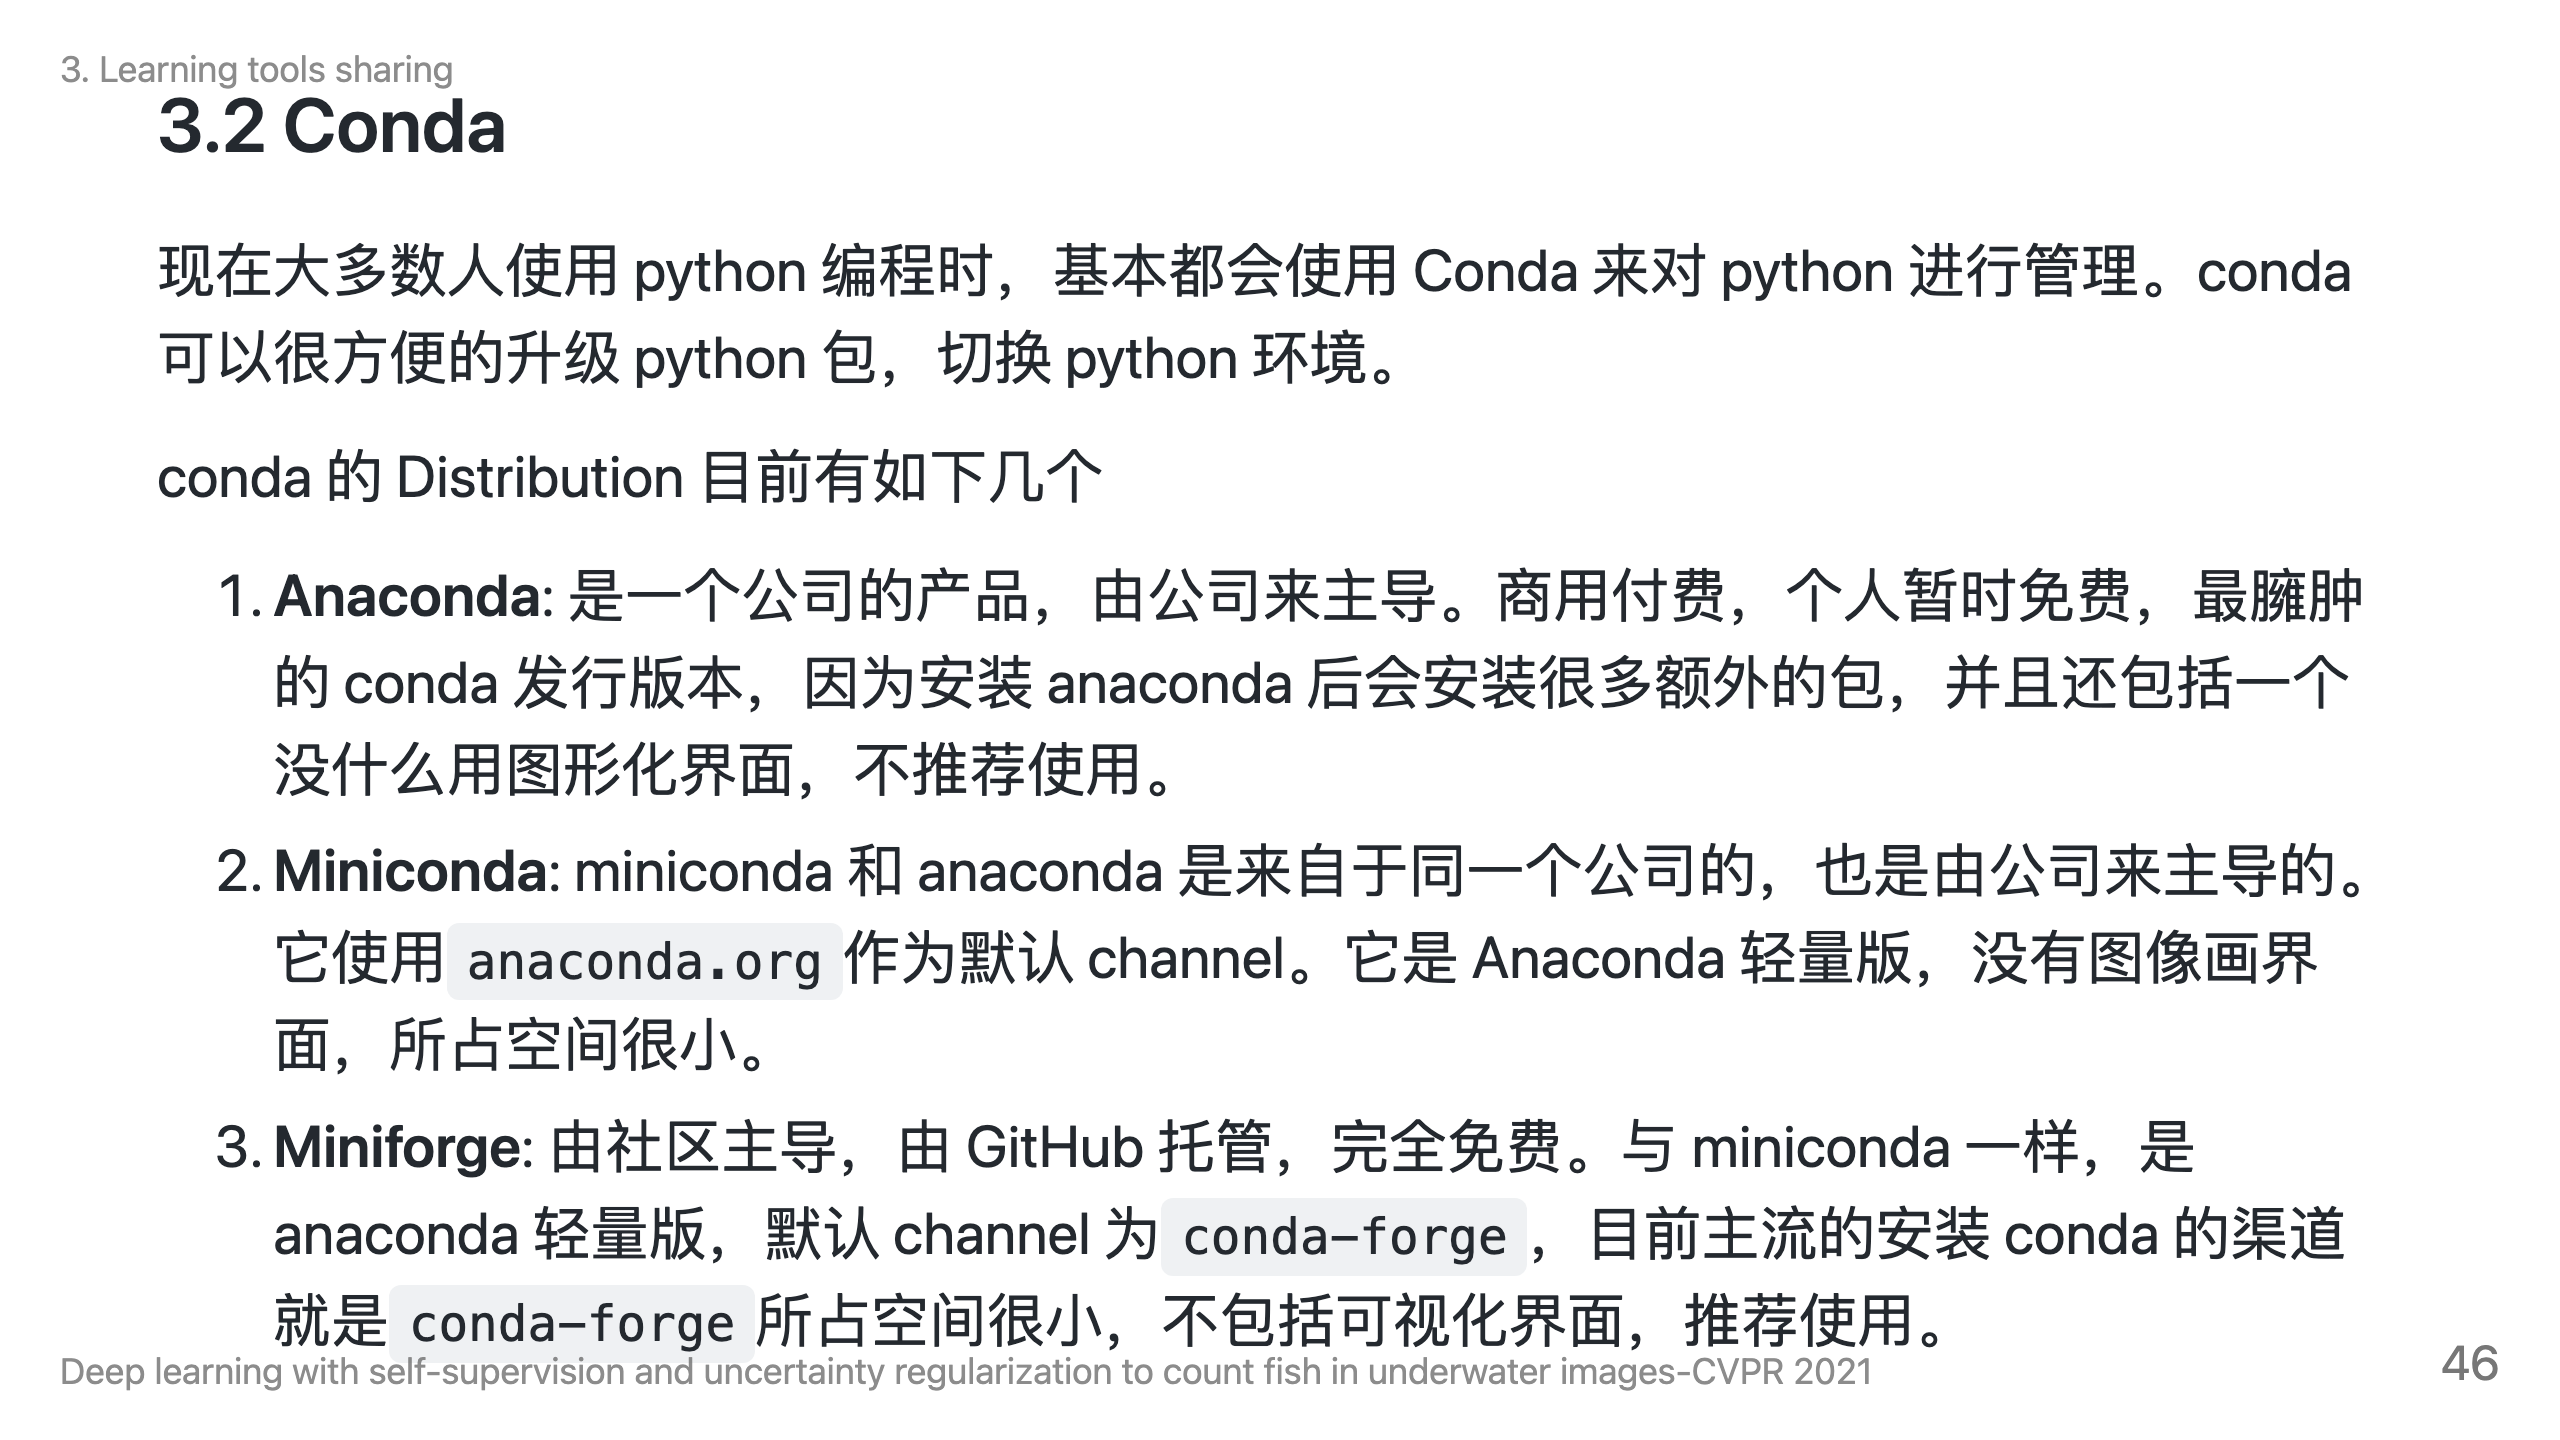 3. Learning tools sharing
3.2 Conda
现在大多数人使用 python 编程时，基本都会使用 Conda 来对 python 进行管理。conda
可以很方便的升级 python 包，切换 python 环境。
conda 的 Distribution 目前有如下几个
1. Anaconda: 是一个公司的产品，由公司来主导。商用付费，个人暂时免费，最臃肿
的 conda 发行版本，因为安装 anaconda 后会安装很多额外的包，并且还包括一个
没什么用图形化界面，不推荐使用。
2. Miniconda: miniconda 和 anaconda 是来自于同一个公司的，也是由公司来主导的。
它使用 anaconda.org 作为默认 channel。它是 Anaconda 轻量版，没有图像画界
面，所占空间很小。
3. Miniforge: 由社区主导，由 GitHub 托管，完全免费。与 miniconda 一样，是
anaconda 轻量版，默认 channel 为 conda-forge ，目前主流的安装 conda 的渠道
就是 conda-forge 所占空间很小，不包括可视化界面，推荐使用。
Deep learning with self-supervision and uncertainty regularization to count fish in underwater images-CVPR 2021
46